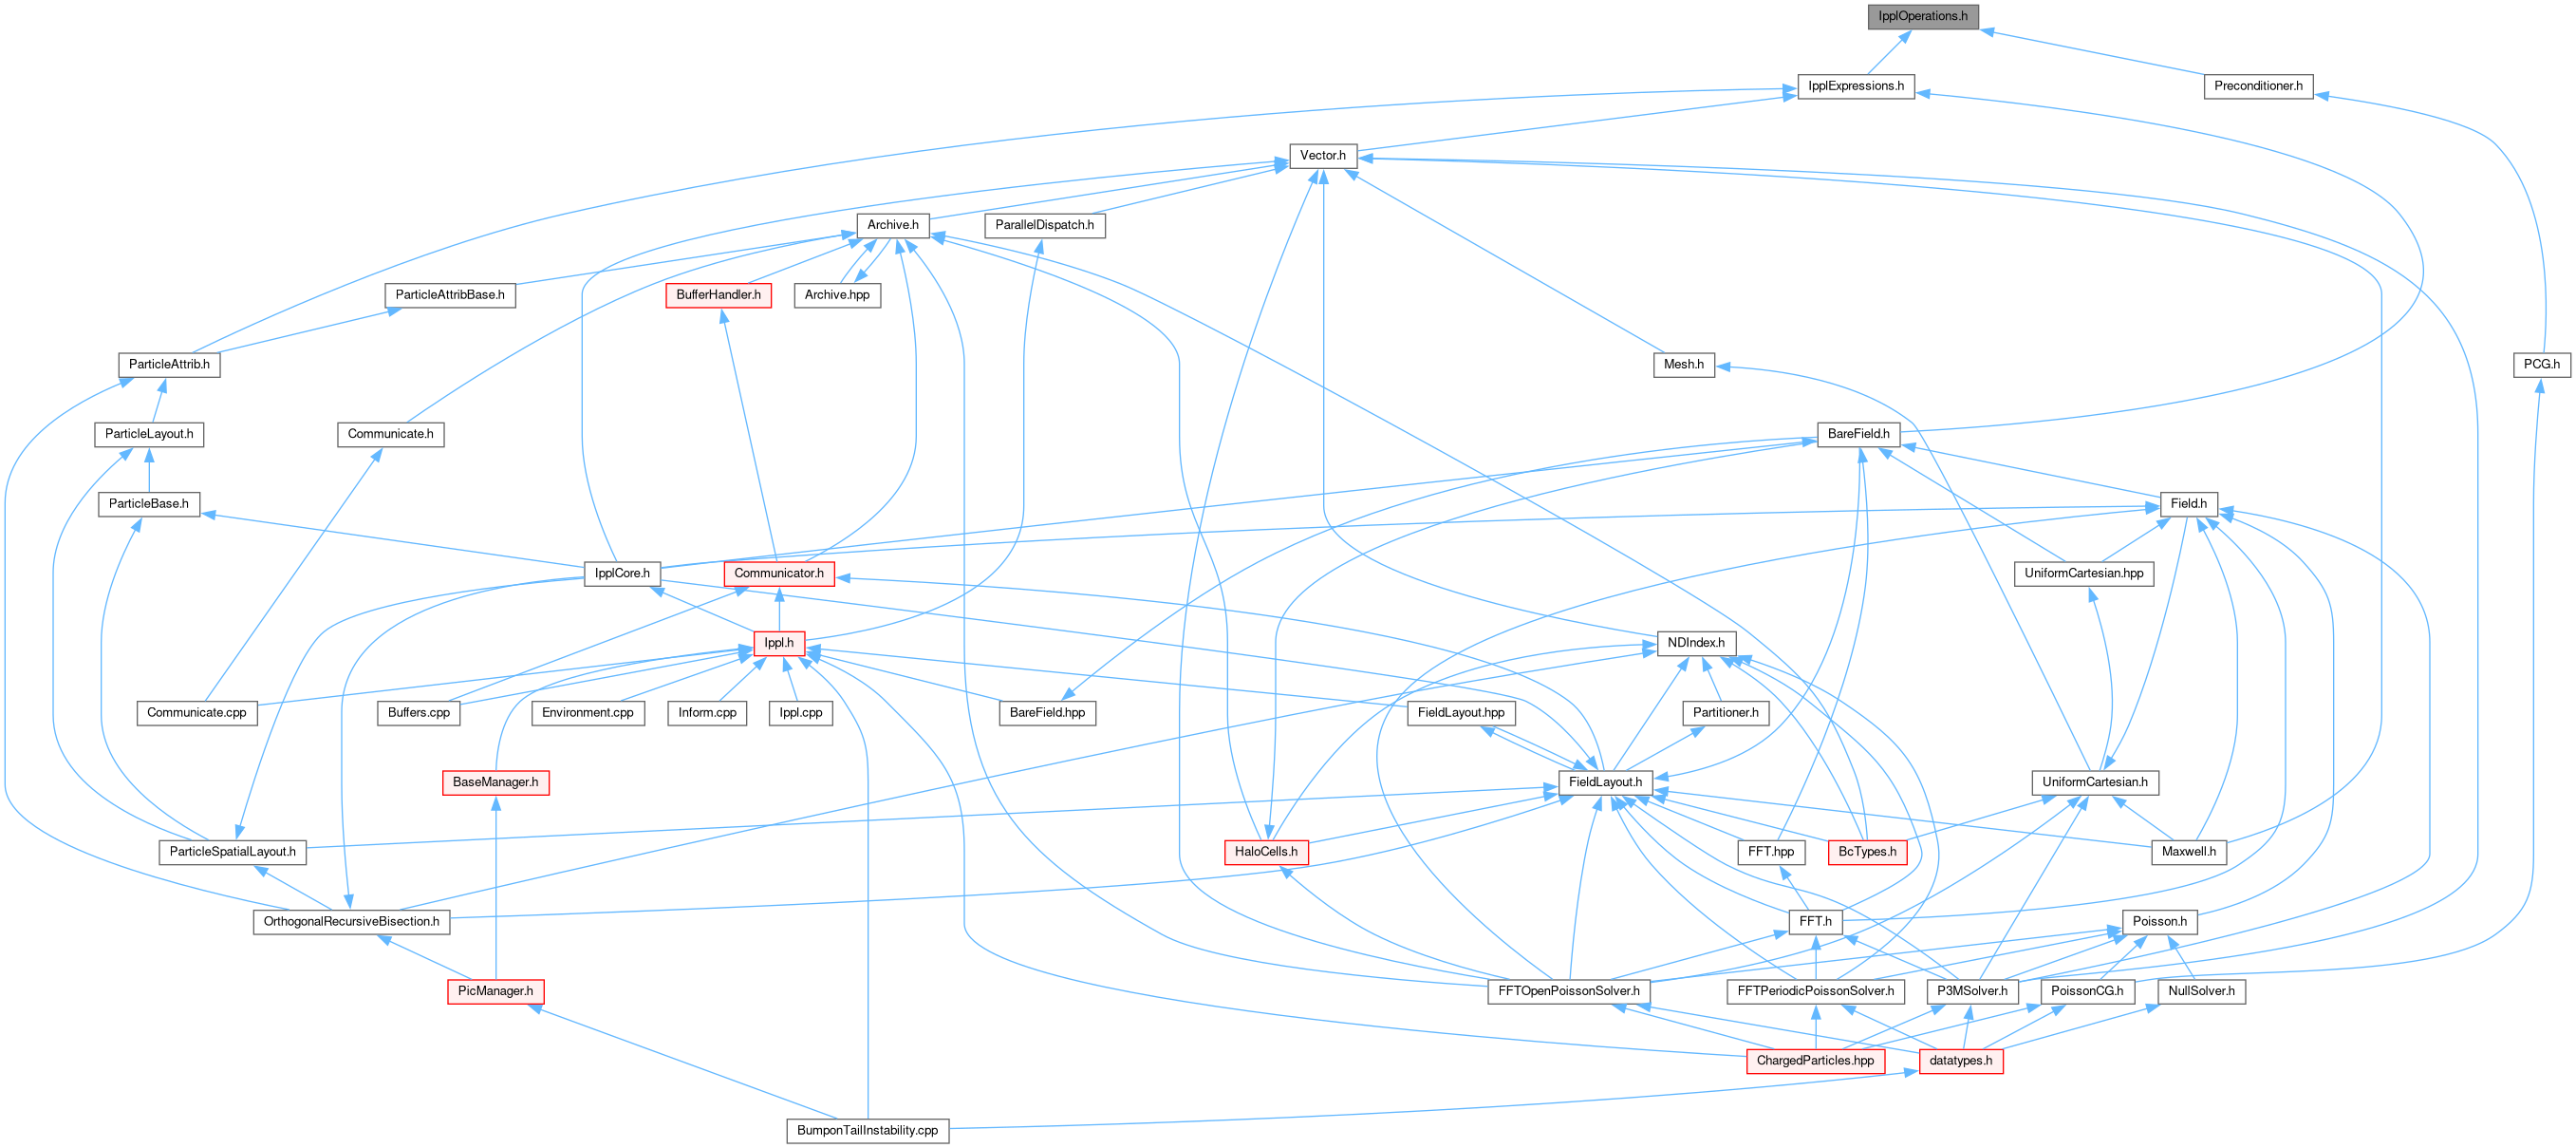 IpplOperations.h
IpplExpressions.h
Preconditioner.h
Vector.h
Archive.h
ParallelDispatch.h
ParticleAttribBase.h
BufferHandler.h
Archive.hpp
ParticleAttrib.h
Mesh.h
PCG.h
ParticleLayout.h
Communicate.h
BareField.h
ParticleBase.h
Field.h
IpplCore.h
Communicator.h
UniformCartesian.hpp
Ippl.h
NDIndex.h
Communicate.cpp
Buffers.cpp
Environment.cpp
Inform.cpp
Ippl.cpp
BareField.hpp
FieldLayout.hpp
Partitioner.h
BaseManager.h
FieldLayout.h
UniformCartesian.h
ParticleSpatialLayout.h
HaloCells.h
FFT.hpp
BcTypes.h
Maxwell.h
OrthogonalRecursiveBisection.h
FFT.h
Poisson.h
PicManager.h
FFTOpenPoissonSolver.h
FFTPeriodicPoissonSolver.h
P3MSolver.h
PoissonCG.h
NullSolver.h
ChargedParticles.hpp
datatypes.h
BumponTailInstability.cpp